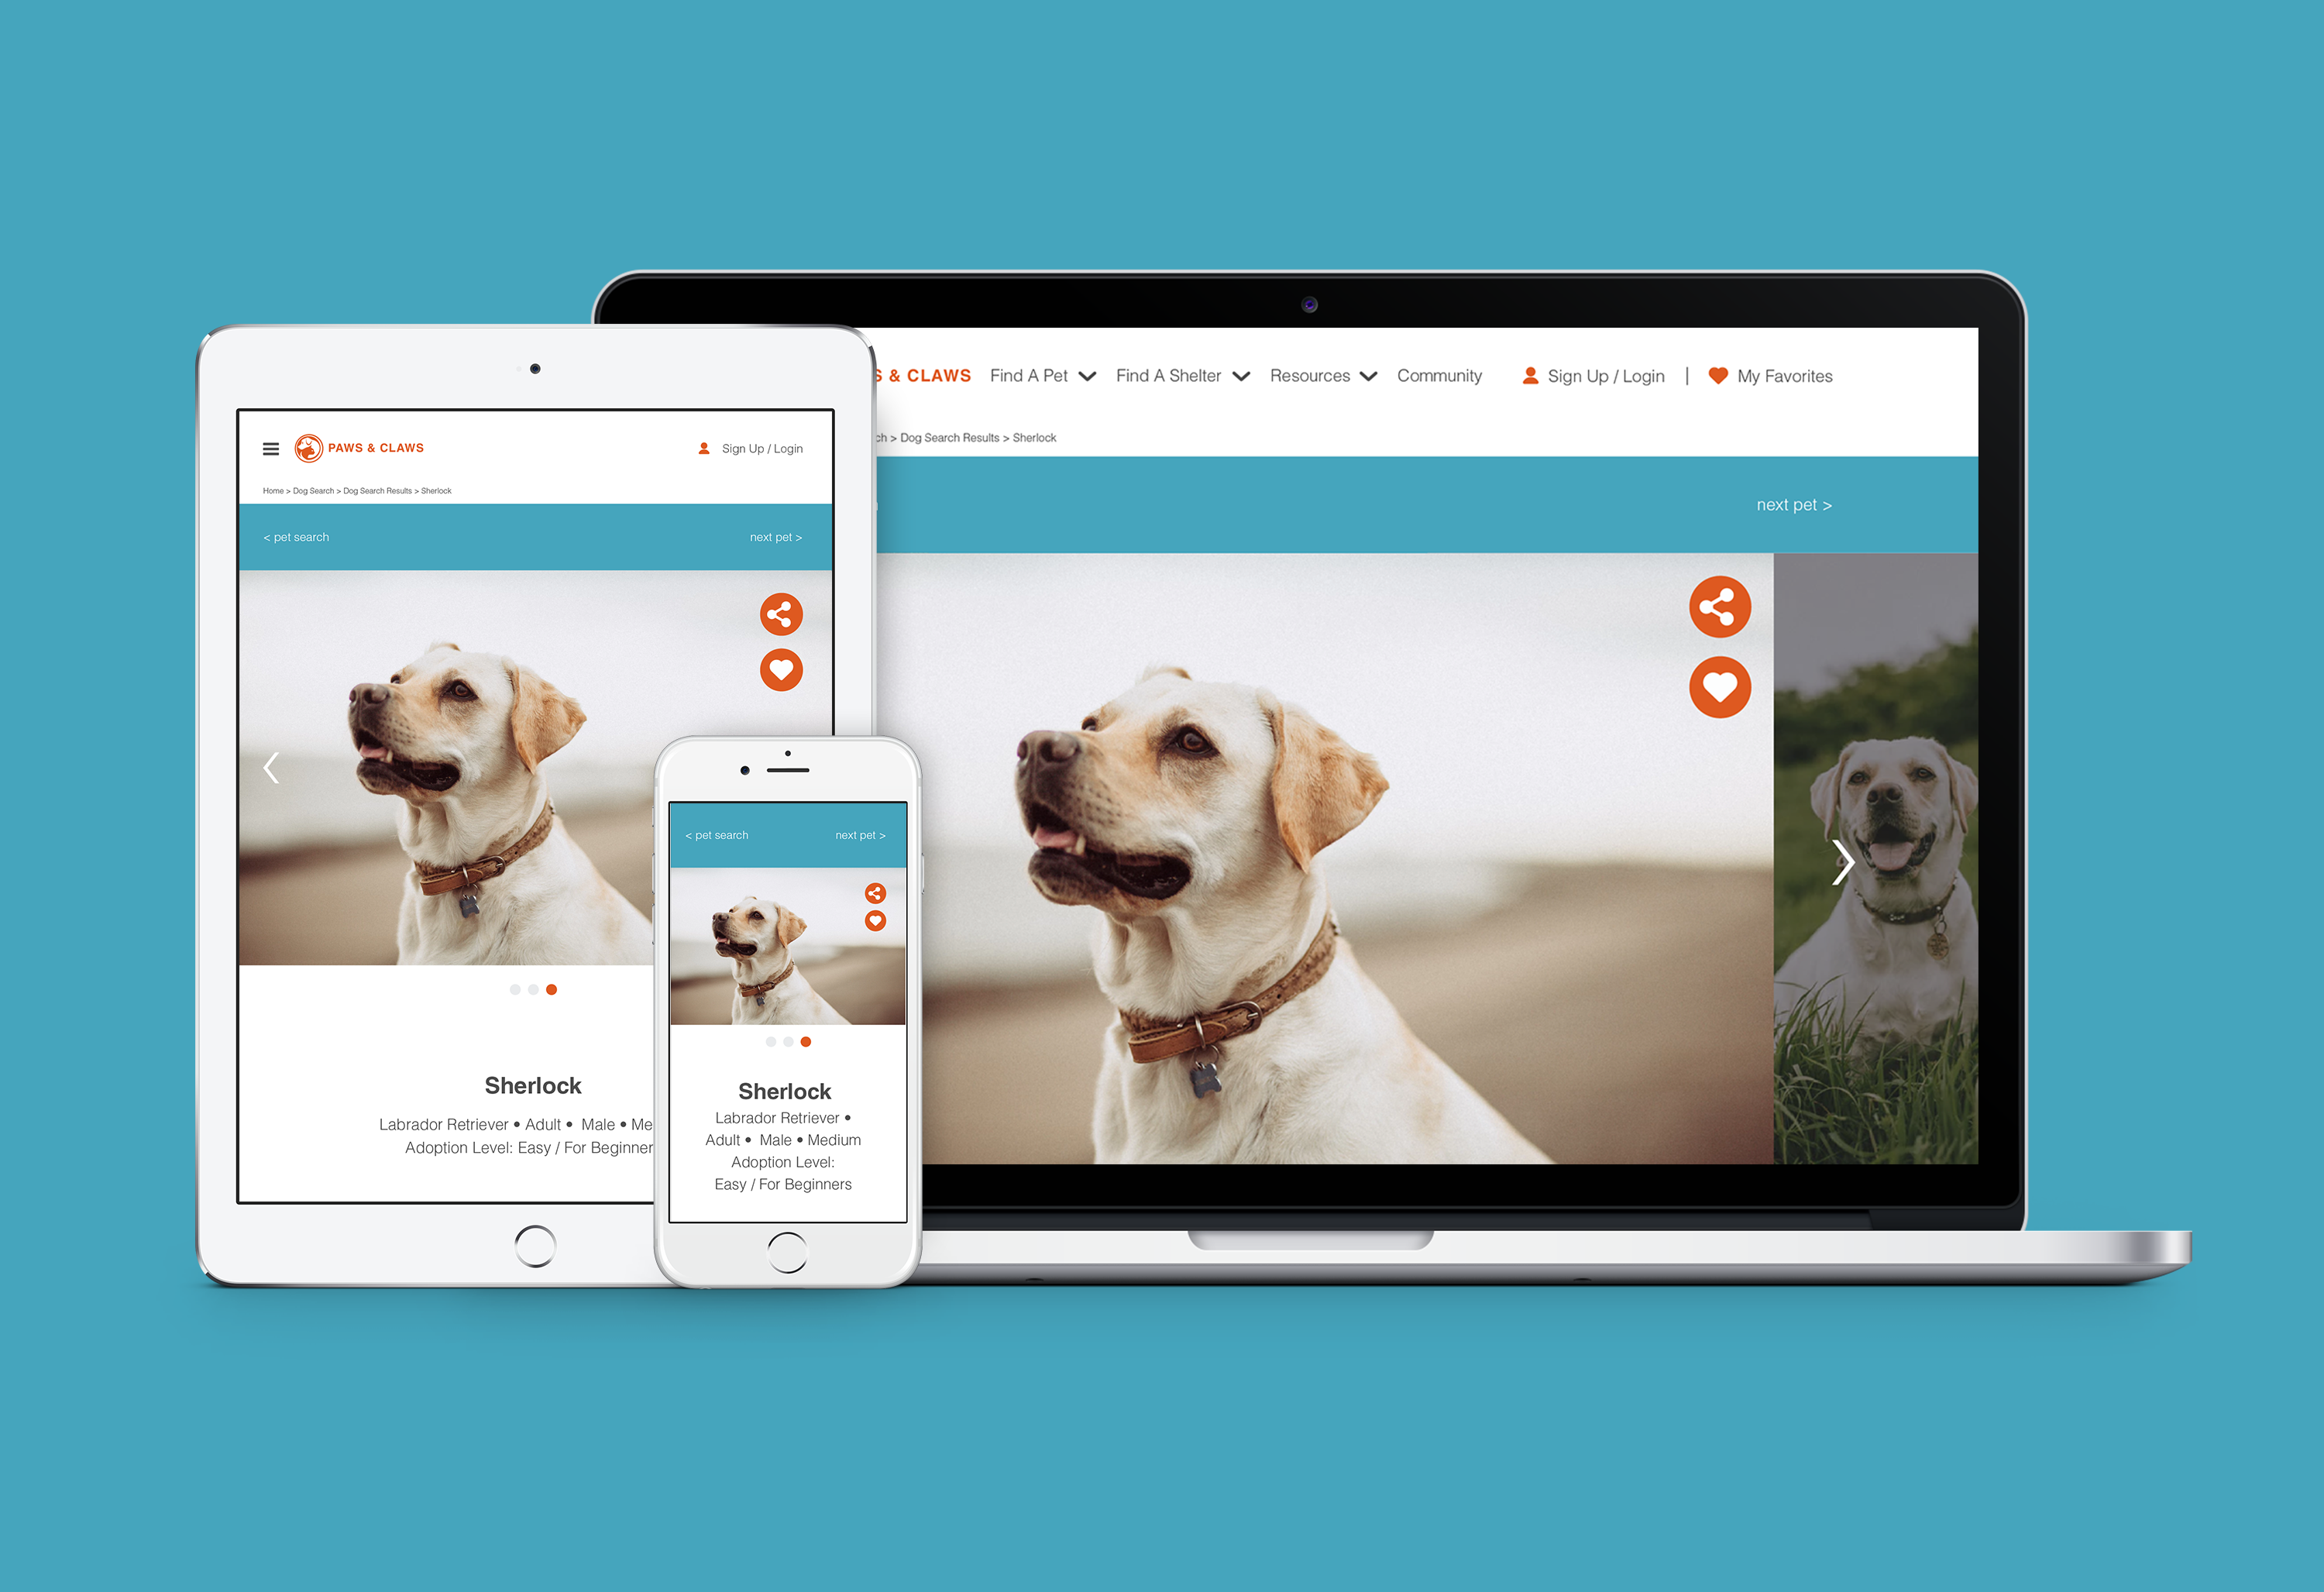 PAWS & CLAWS
Sign Up / Login
Home > Dog Search > Dog Search Results > Sherlock
< pet search
next pet >
Sherlock
Labrador Retriever • Adult • Male • Me
Adoption Level: Easy / For Beginner
< pet search
next pet >
Sherlock
Labrador Retriever •
Adult • Male • Medium
Adoption Level:
Easy / For Beginners
S & CLAWS
Find A Pet
Find A Shelter
Resources
Community
Sign Up / Login
|
My Favorites
ch > Dog Search Results > Sherlock
next pet >